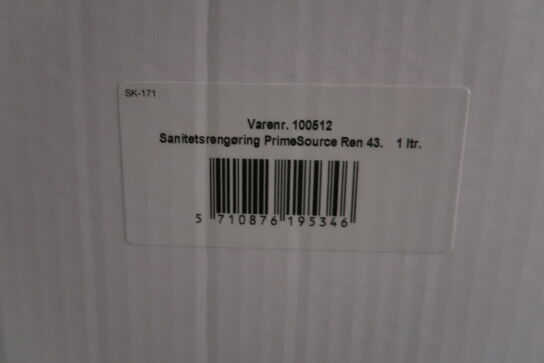 SK-171
Varenr. 100512
Sanitetsrengøring PrimeSource Ren 43. 1 ltr.
5 710876 195346